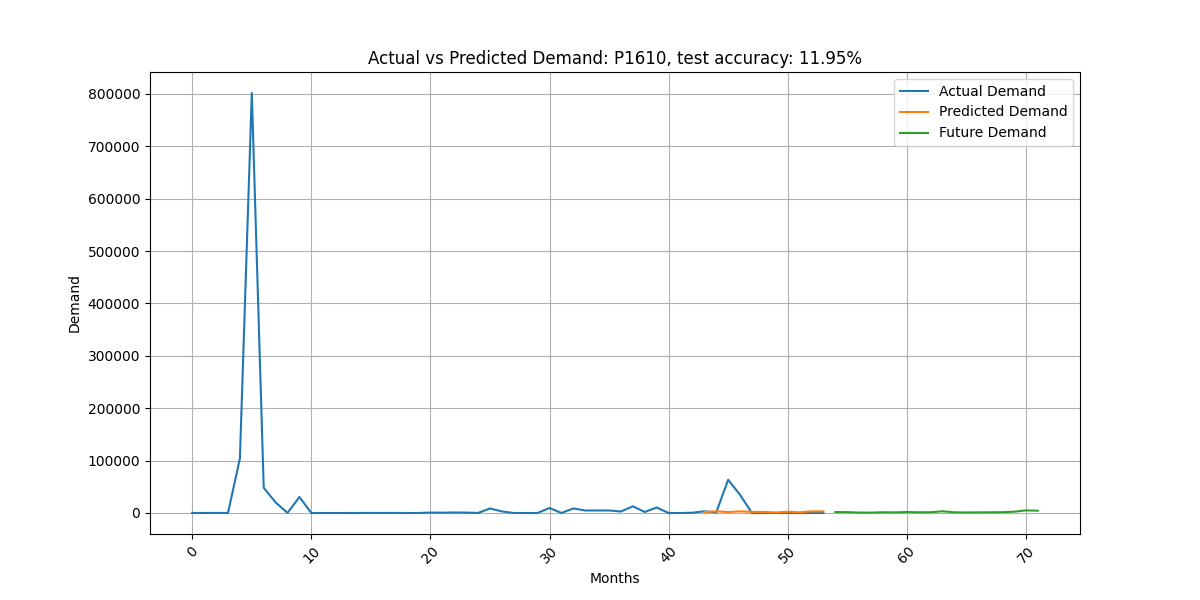 Actual vs Predicted Demand: P1610, test accuracy: 11.95%
Actual Demand
Predicted Demand
Future Demand
800000
700000
600000
500000
400000
300000
200000
100000
0
Demand
0
10
20
30
40
50
60
70
Months